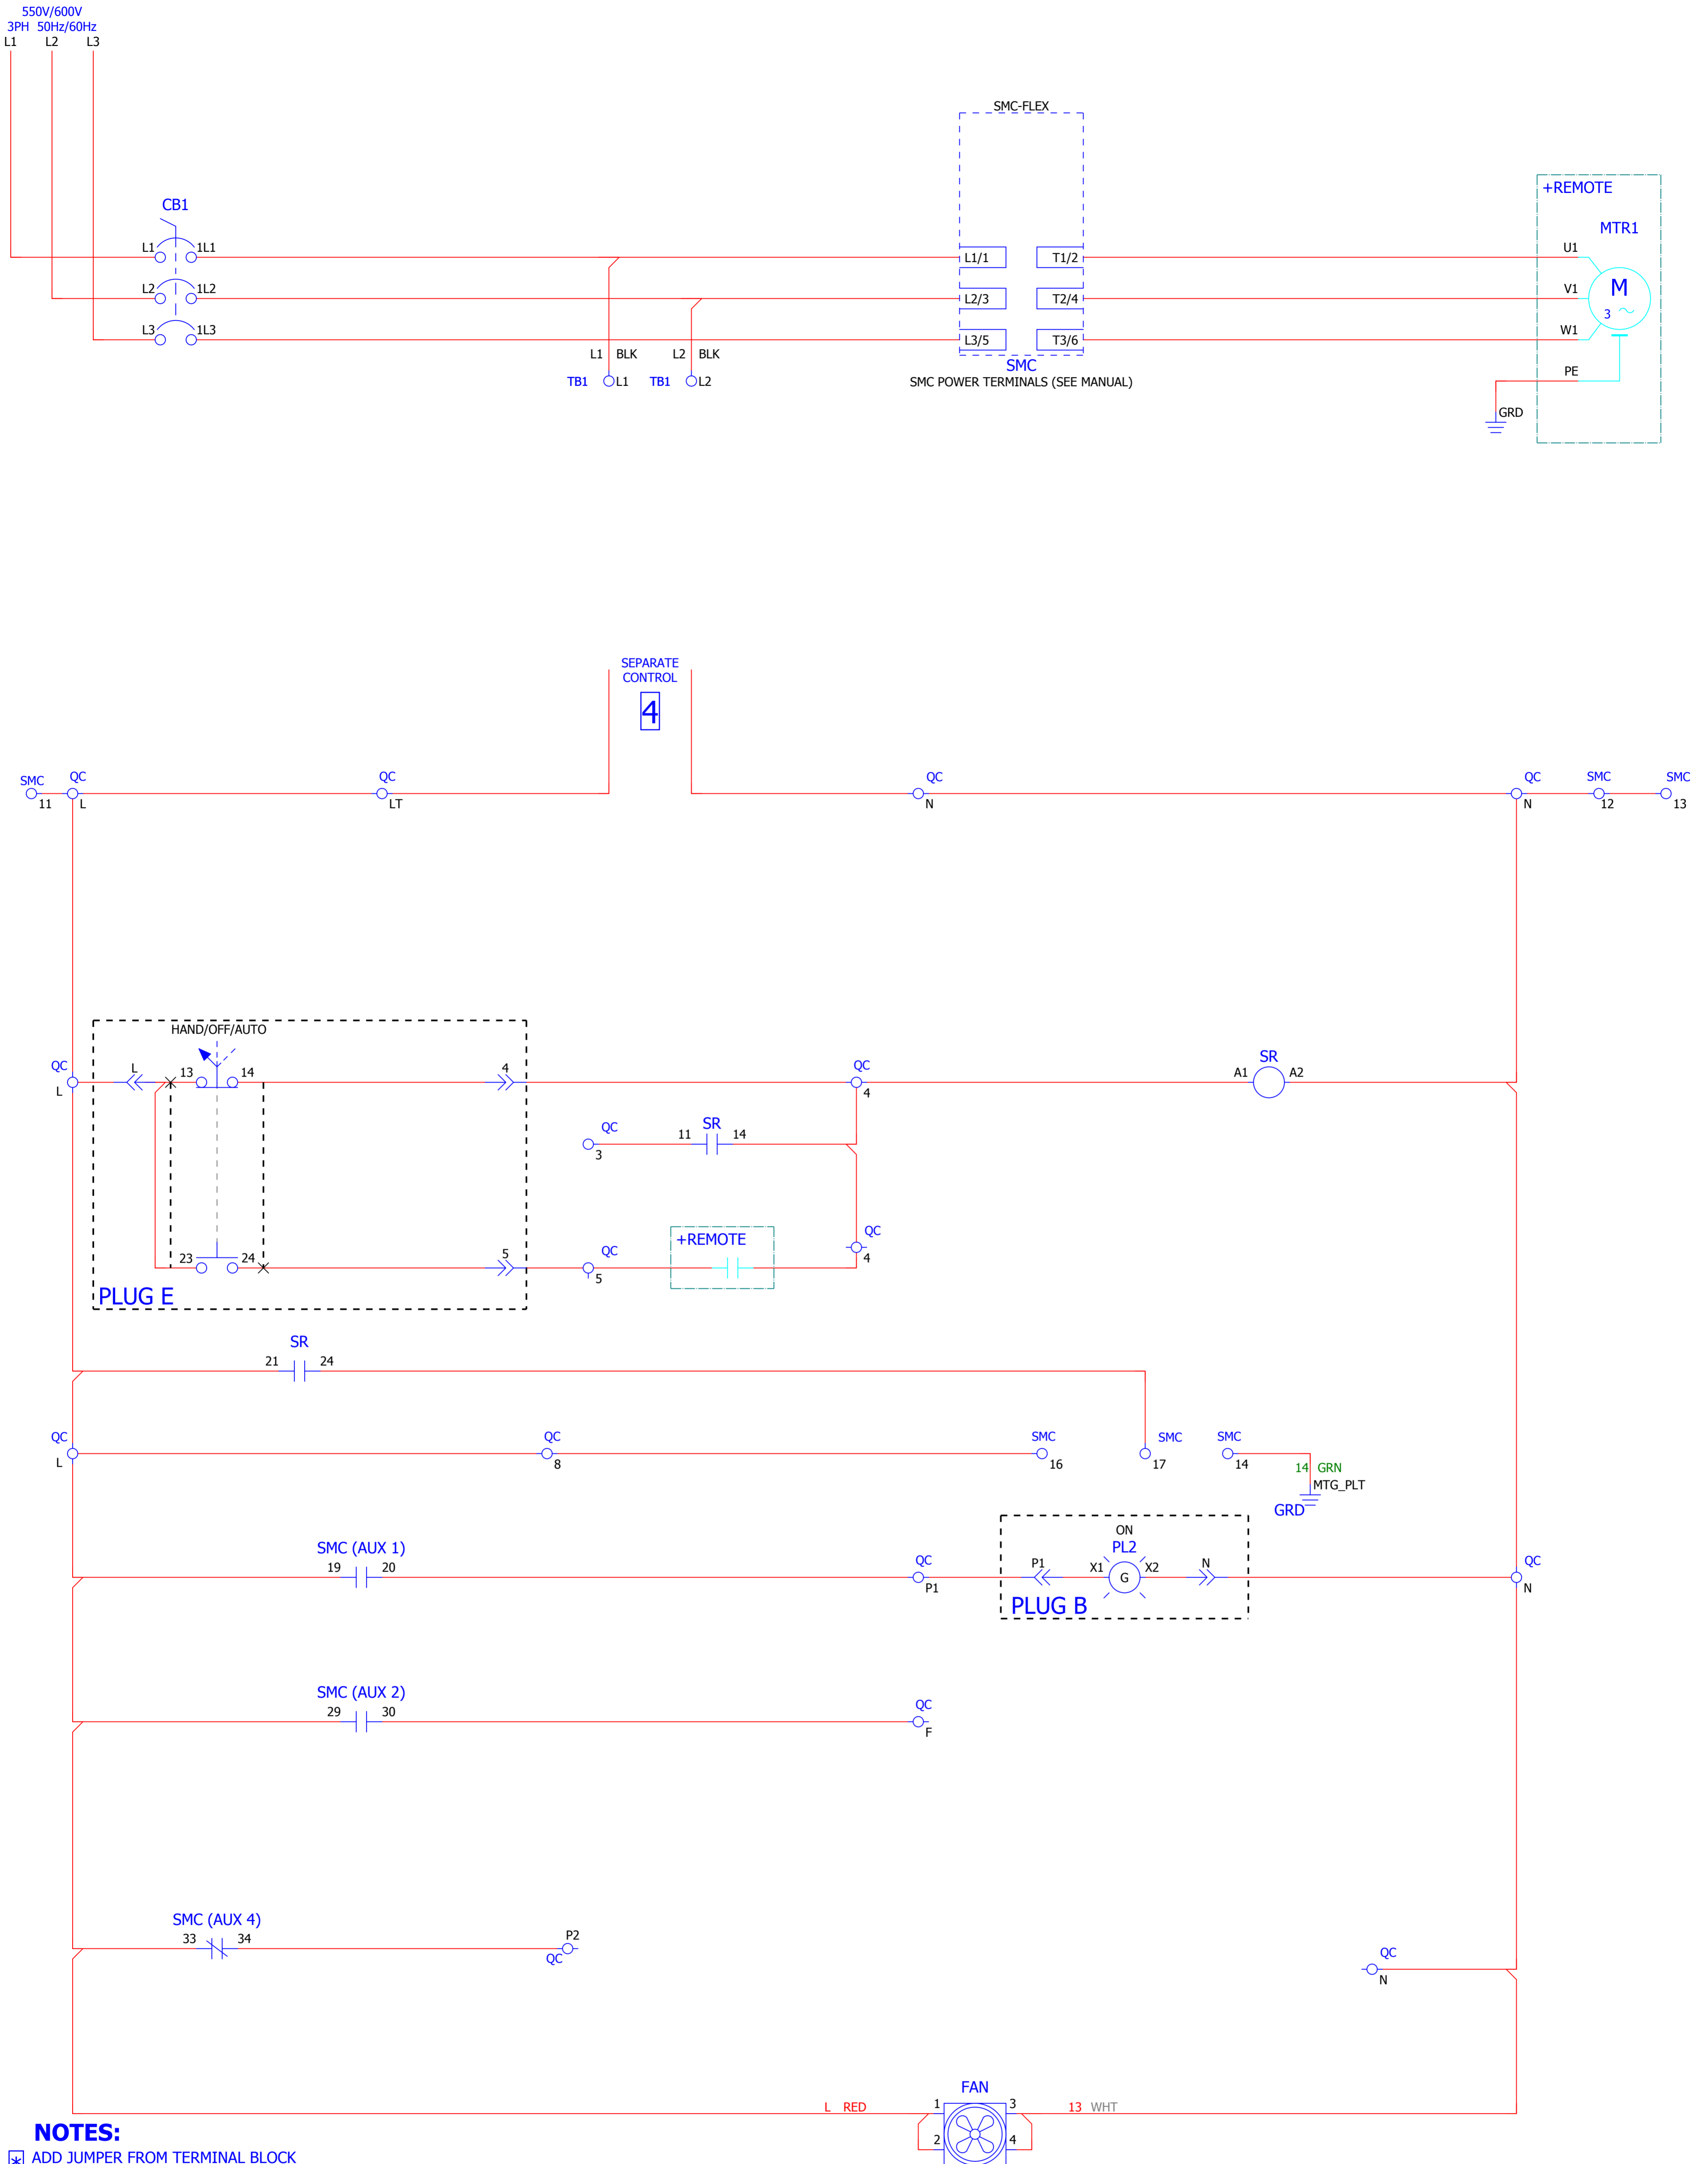 550V/600V
3PH 50Hz/60Hz
L1 L2 L3
SMC-FLEX
CB1
+REMOTE
MTR1
L1 1L1
L1/1 T1/2
U1
L2 1L2
L2/3 T2/4
V1
M
3
L3 1L3
L3/5 T3/6
W1
L1 BLK L2 BLK
SMC
PE
TB1 L1 TB1 L2
SMC POWER TERMINALS (SEE MANUAL)
GRD
SEPARATE
CONTROL
4
SMC QC QC QC QC SMC SMC
11 L LT N N 12 13
HAND/OFF/AUTO
QC L 13 14 4 QC SR
L 4 A1 A2
QC SR
3 11 14
QC +REMOTE QC
23 24 5 5 4
PLUG E
SR
21 24
QC QC SMC SMC SMC
L 8 16 17 14
14 GRN
MTG_PLT
GRD
ON
SMC (AUX 1) QC PL2 QC
19 20 P1 P1 X1 G X2 N N
PLUG B
SMC (AUX 2) QC
29 30 F
SMC (AUX 4)
33 34 P2
QC
QC
N
FAN
L RED 1 3 13 WHT
2 4
NOTES:
* ADD JUMPER FROM TERMINAL BLOCK